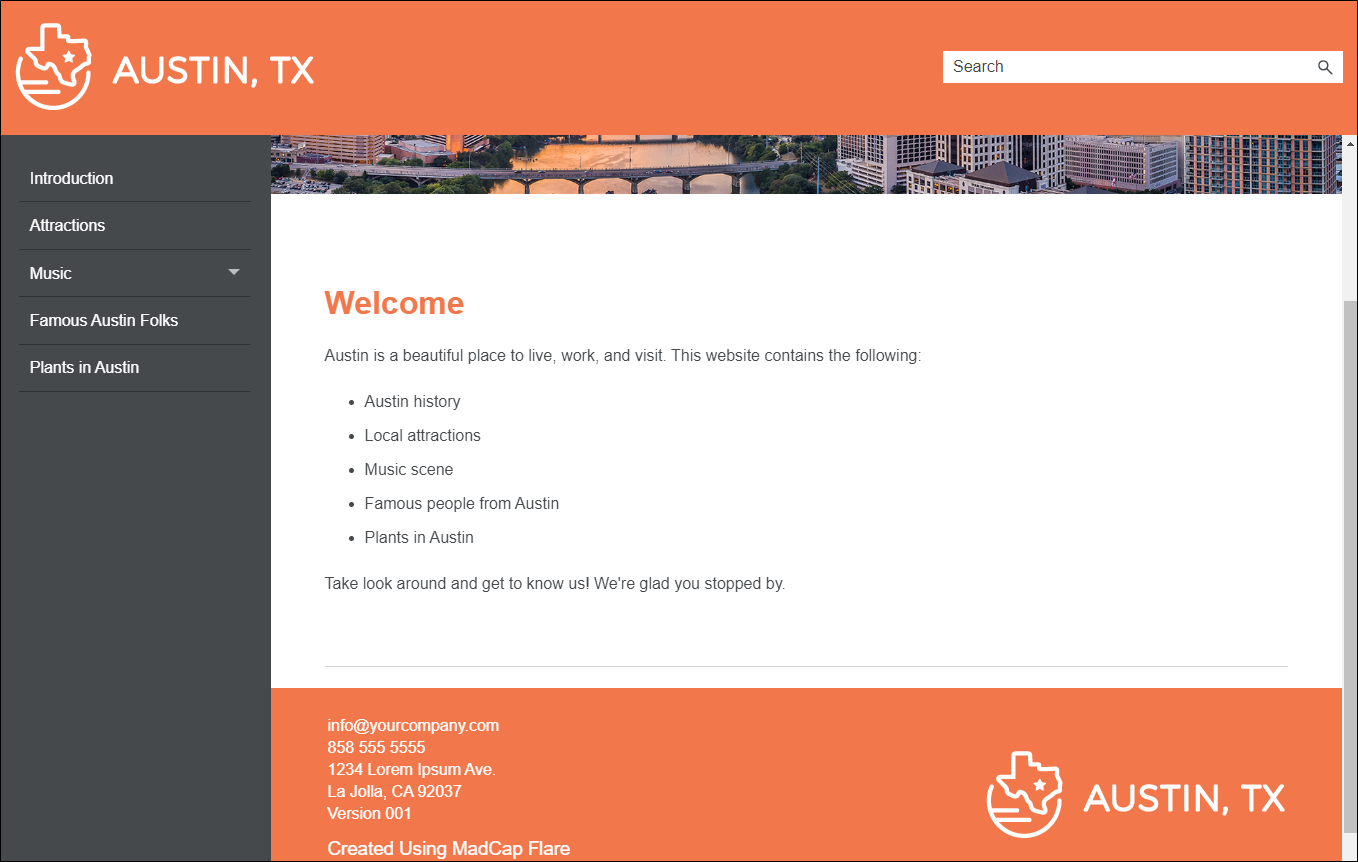 AUSTIN, TX
Search
Introduction
Attractions
Music
Famous Austin Folks
Plants in Austin
Welcome
Austin is a beautiful place to live, work, and visit. This website contains the following:
Austin history
Local attractions
Music scene
Famous people from Austin
Plants in Austin
Take look around and get to know us! We're glad you stopped by.
info@yourcompany.com
858 555 5555
1234 Lorem Ipsum Ave.
La Jolla, CA 92037
Version 001
Created Using MadCap Flare
AUSTIN, TX